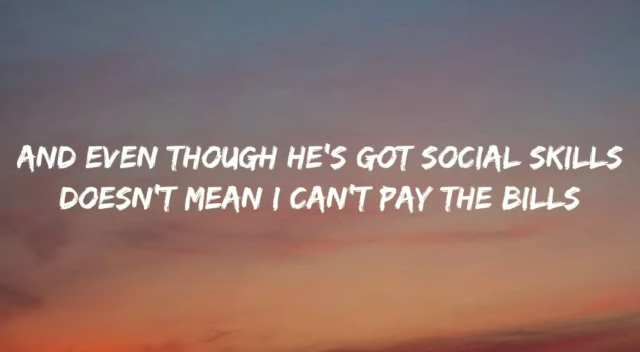 AND EVEN THOUGH HE'S GOT SOCIAL SKILLS
DOESN'T MEAN I CAN'T PAY THE BILLS